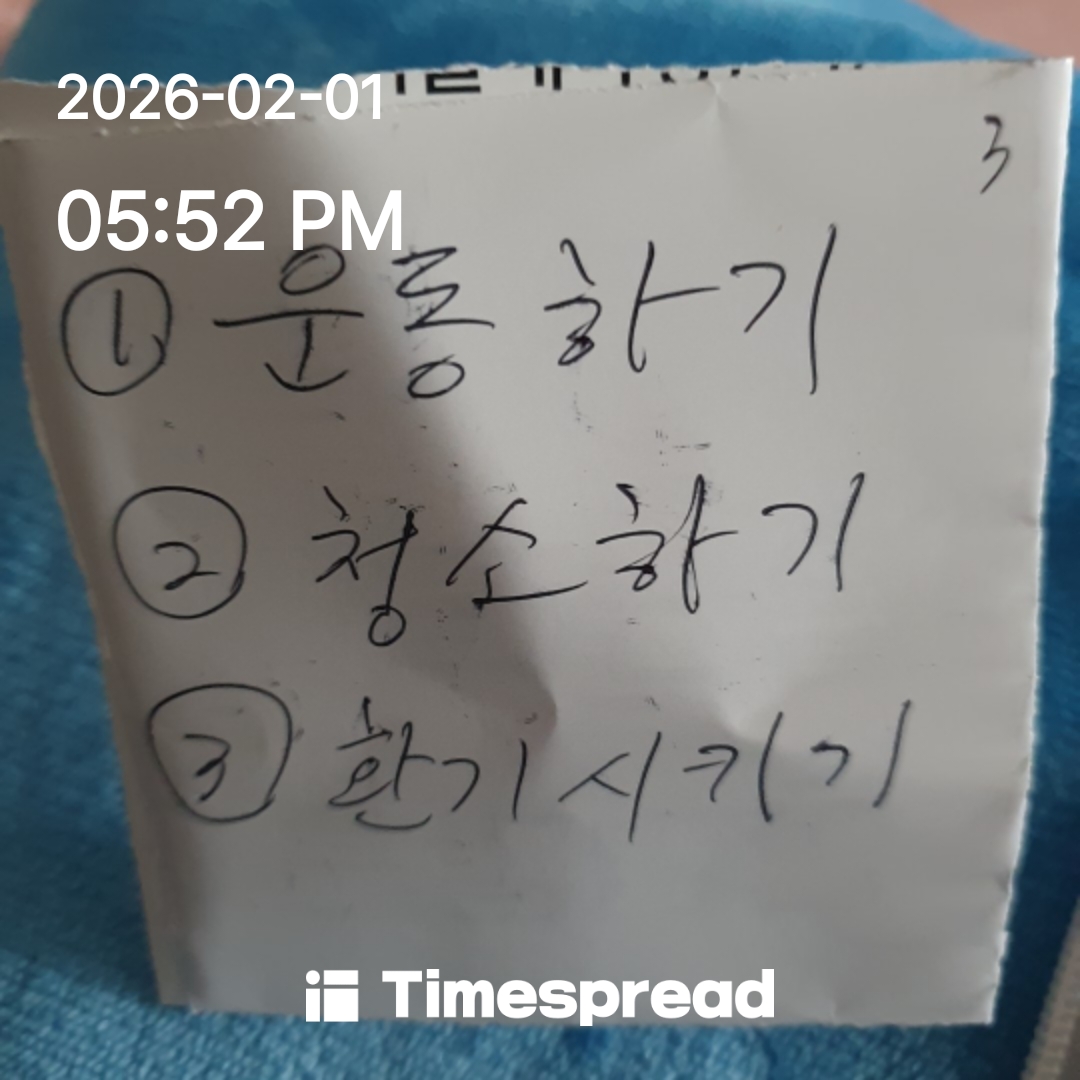 2026-02-01
3
05:52 PM
① 운동하기
② 청소하기
③ 환기시키기
Timespread